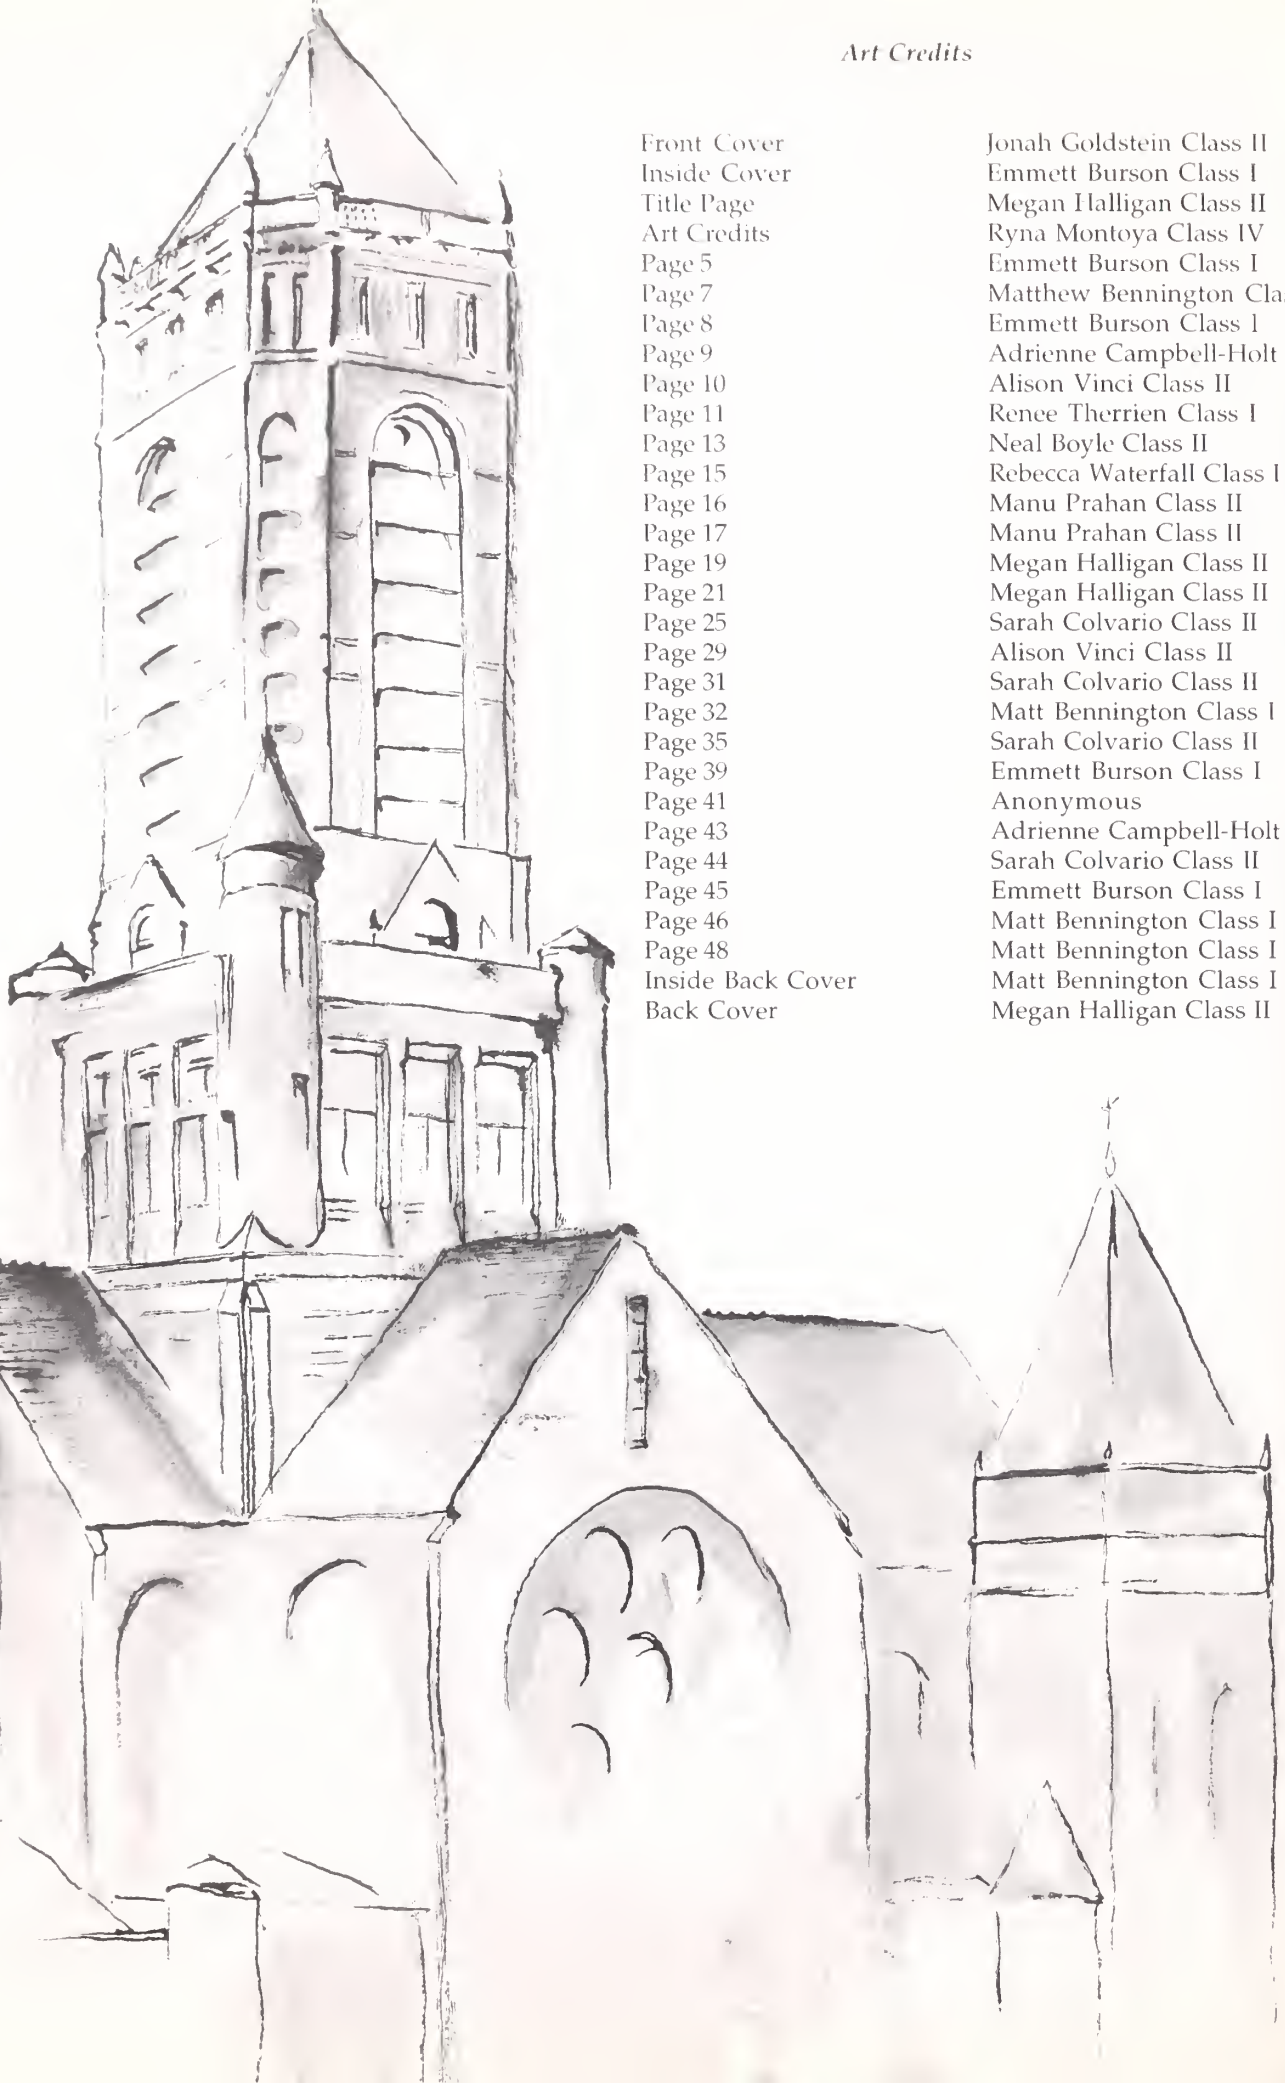 Art Credits
Front Cover Jonah Goldstein Class II
Inside Cover Emmett Burson Class I
Title Page Megan Halligan Class II
Art Credits Ryna Montoya Class IV
Page 5 Emmett Burson Class I
Page 7 Matthew Bennington Cla
Page 8 Emmett Burson Class I
Page 9 Adrienne Campbell-Holt
Page 10 Alison Vinci Class II
Page 11 Renee Therrien Class I
Page 13 Neal Boyle Class II
Page 15 Rebecca Waterfall Class I
Page 16 Manu Prahan Class II
Page 17 Manu Prahan Class II
Page 19 Megan Halligan Class II
Page 21 Megan Halligan Class II
Page 25 Sarah Colvario Class II
Page 29 Alison Vinci Class II
Page 31 Sarah Colvario Class II
Page 32 Matt Bennington Class I
Page 35 Sarah Colvario Class II
Page 39 Emmett Burson Class I
Page 41 Anonymous
Page 43 Adrienne Campbell-Holt
Page 44 Sarah Colvario Class II
Page 45 Emmett Burson Class I
Page 46 Matt Bennington Class I
Page 48 Matt Bennington Class I
Inside Back Cover Matt Bennington Class I
Back Cover Megan Halligan Class II